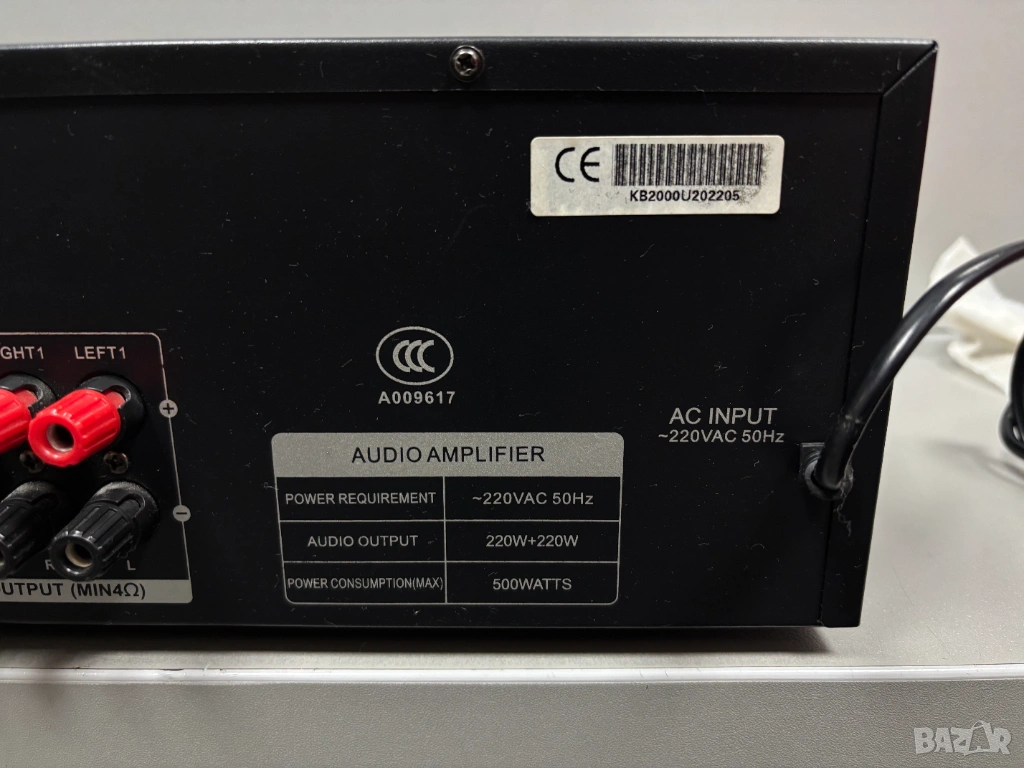 CE
KB2000U202205
GHT1 LEFT1
CCC
A009617
AC INPUT
~220VAC 50Hz
+
AUDIO AMPLIFIER
POWER REQUIREMENT ~220VAC 50Hz
-
AUDIO OUTPUT 220W+220W
R L
POWER CONSUMPTION(MAX) 500WATTS
UTPUT (MIN4Ω)
BAZAR